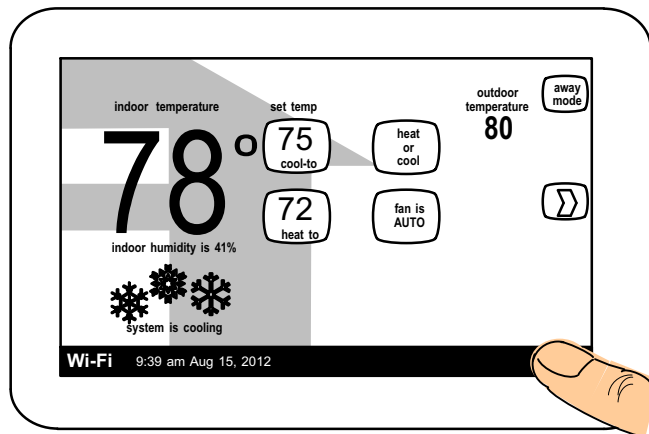 indoor temperature
78°
indoor humidity is 41%
system is cooling
set temp
75
cool-to
72
heat to
heat
or
cool
fan is
AUTO
outdoor
temperature
80
away
mode
Wi-Fi 9:39 am Aug 15, 2012